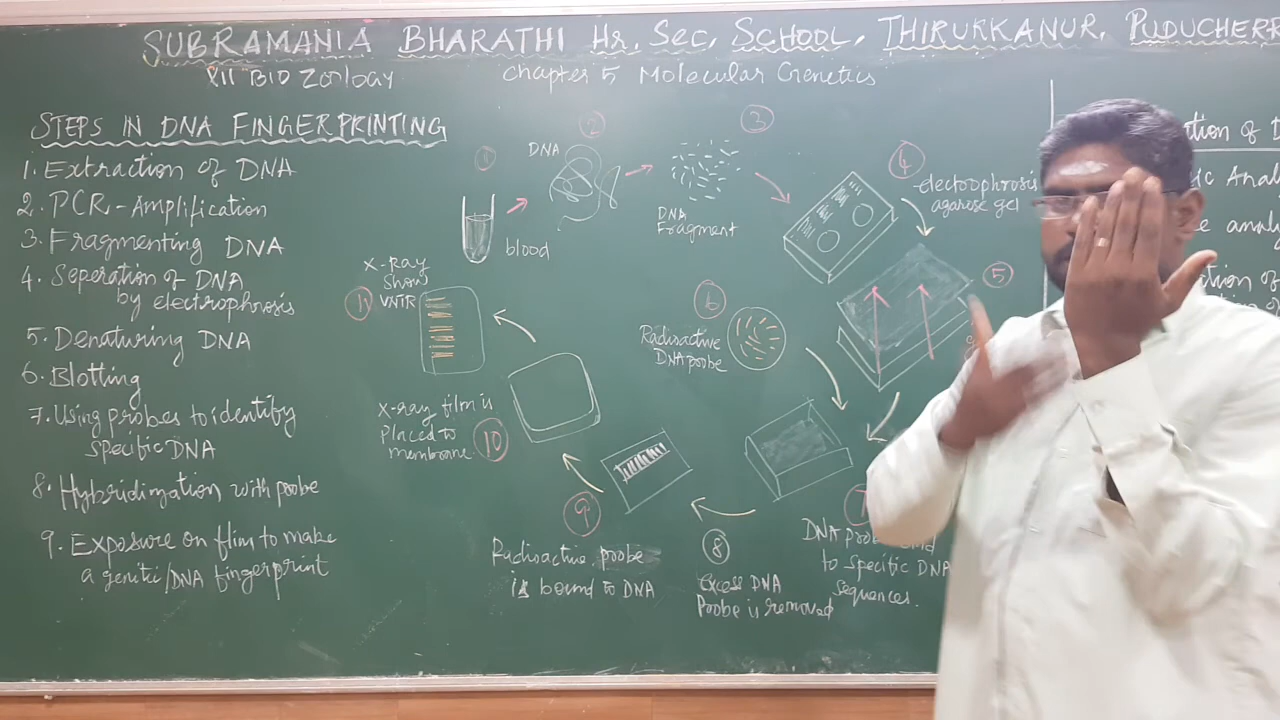 SUBRAMANIA BHARATHI Hr, Sec, SCHOOL, THIRUKKANUR, PUDUCHERR
XII BIO Zoology
Chapter 5 Molecular Genetics
STEPS IN DNA FINGERPRINTING
1. Extraction of DNA
2. PCR-Amplification
3. Fragmenting DNA
4. Seperation of DNA
by electrophrosis
5. Denaturing DNA
6. Blotting
7. Using probes to identify
specific DNA
8. Hybridization with probe
9. Exposure on flim to make
a genitic/DNA fingerprint
1
blood
2
DNA
3
DNA
Fragment
4
electrophrosis
agarose gel
5
6
Radioactive
DNA probe
7
DNA
to specific DNA
sequences.
8
Excess DNA
Probe is removed
9
Radioactive probe
is bound to DNA
10
X-ray film is
placed to
membrane
11
X-Ray
Show
VNTR